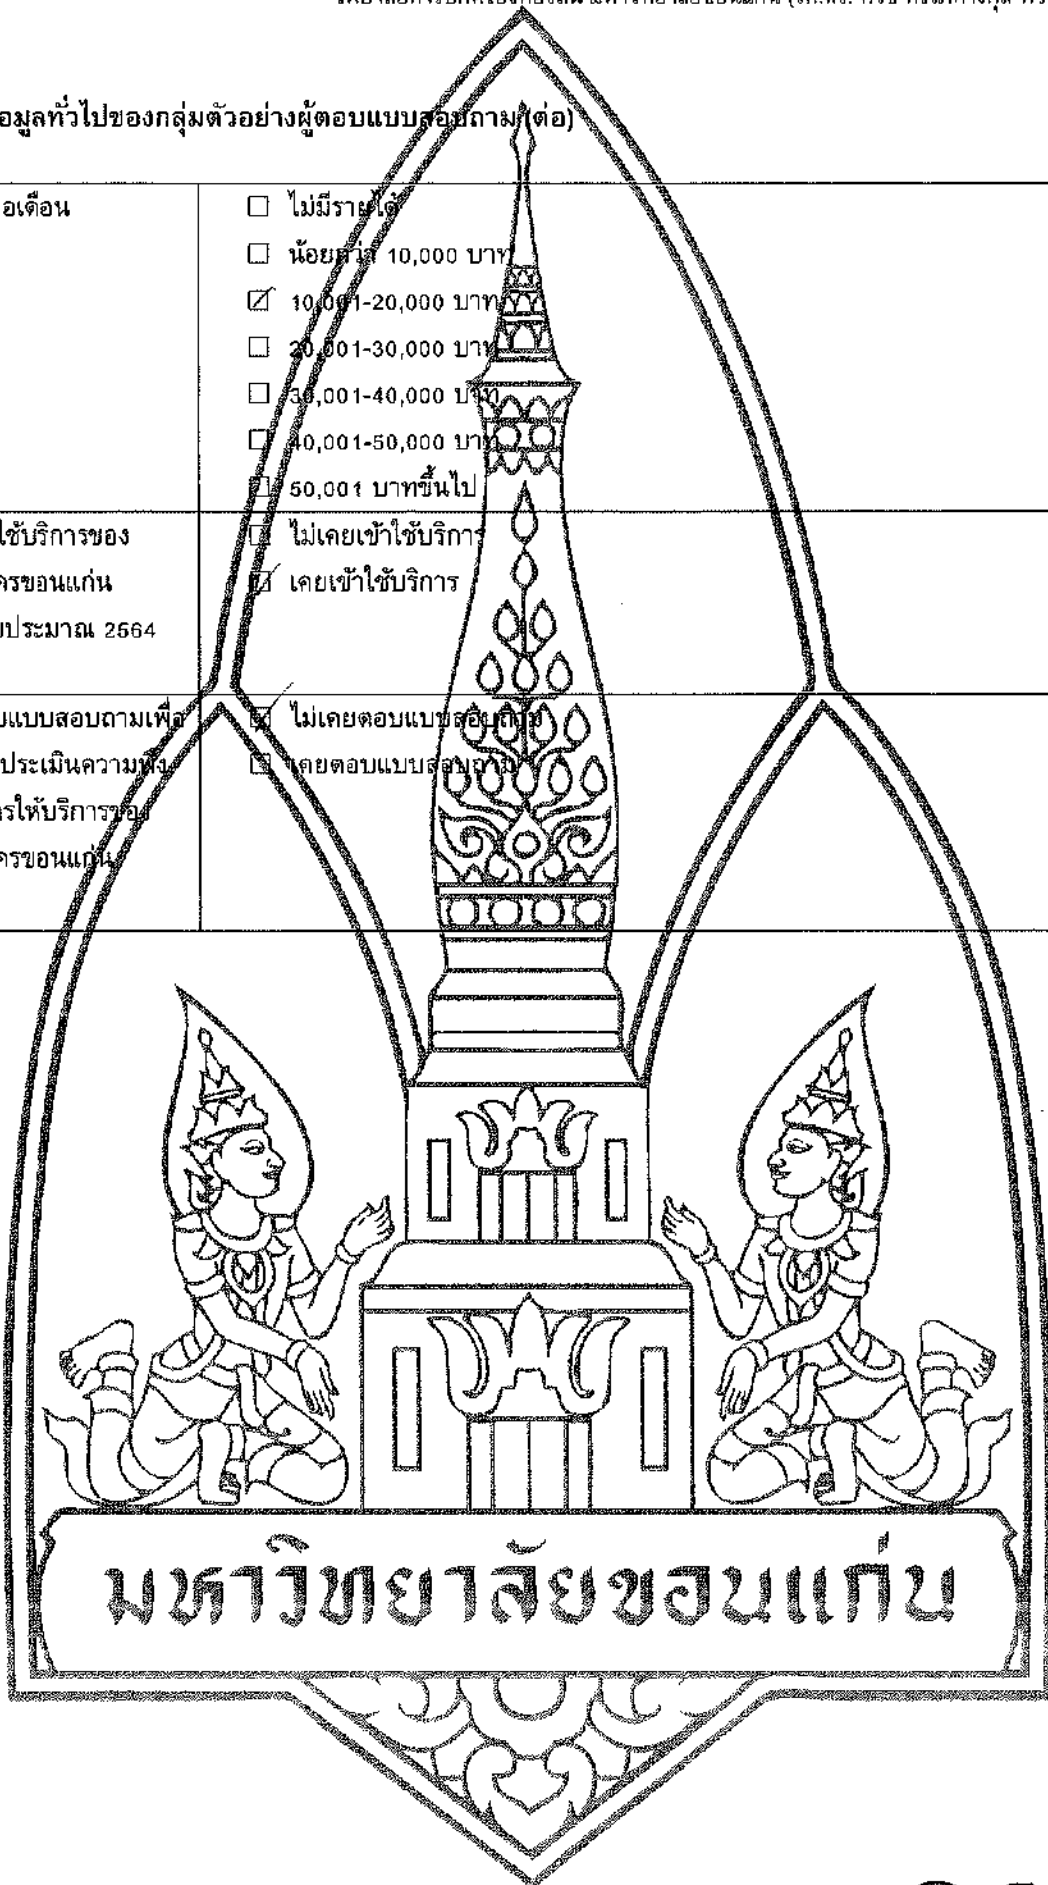 อมูลทั่วไปของกลุ่มตัวอย่างผู้ตอบแบบสอบถาม (ต่อ)
อเดือน
☐ ไม่มีรายได้
☐ น้อยกว่า 10,000 บาท
☑ 10,001-20,000 บาท
☐ 20,001-30,000 บาท
☐ 30,001-40,000 บาท
☐ 40,001-50,000 บาท
☐ 50,001 บาทขึ้นไป
ใช้บริการของ
ครขอนแก่น
ยประมาณ 2564
☐ ไม่เคยเข้าใช้บริการ
☑ เคยเข้าใช้บริการ
บแบบสอบถามเพื่อ
ประเมินความพึง
ารให้บริการของ
ครขอนแก่น
☑ ไม่เคยตอบแบบสอบถาม
☐ เคยตอบแบบสอบถาม
มหาวิทยาลัยขอนแก่น